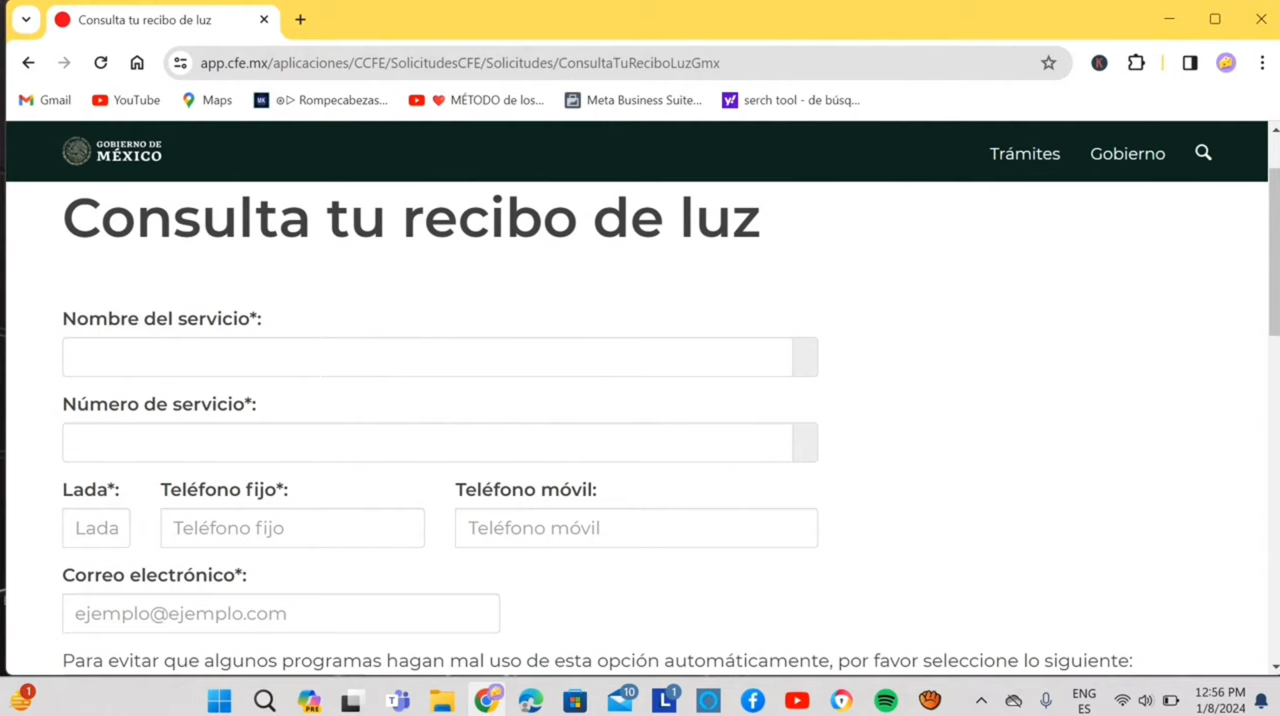 Consulta tu recibo de luz
app.cfe.mx/aplicaciones/CCFE/SolicitudesCFE/Solicitudes/ConsultaTuReciboLuzGmx
Gmail YouTube Maps Rompecabezas... MÉTODO de los... Meta Business Suite... serch tool - de búsq...
GOBIERNO DE
MÉXICO
Trámites Gobierno
Consulta tu recibo de luz
Nombre del servicio*:
Número de servicio*:
Lada*: Teléfono fijo*: Teléfono móvil:
Lada Teléfono fijo Teléfono móvil
Correo electrónico*:
ejemplo@ejemplo.com
Para evitar que algunos programas hagan mal uso de esta opción automáticamente, por favor seleccione lo siguiente:
1 PRE 10 L 1
ENG
ES
12:56 PM
1/8/2024